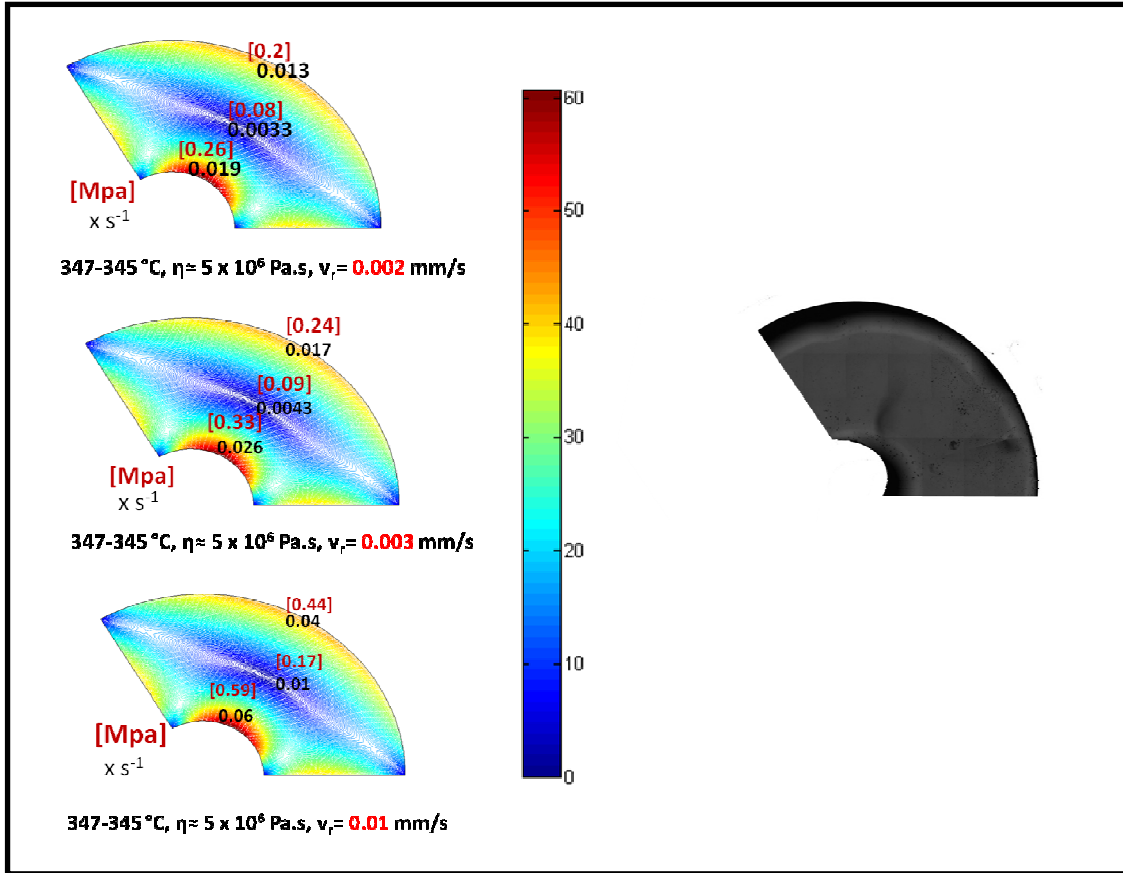 [0.2]
0.013
[0.08]
0.0033
[0.26]
0.019
[Mpa]
x s⁻¹
347-345 °C, η≈ 5 x 10⁶ Pa.s, vᵣ= 0.002 mm/s
[0.24]
0.017
[0.09]
0.0043
[0.33]
0.026
[Mpa]
x s⁻¹
347-345 °C, η≈ 5 x 10⁶ Pa.s, vᵣ= 0.003 mm/s
[0.44]
0.04
[0.17]
0.01
[0.59]
0.06
[Mpa]
x s⁻¹
347-345 °C, η≈ 5 x 10⁶ Pa.s, vᵣ= 0.01 mm/s
60
50
40
30
20
10
0